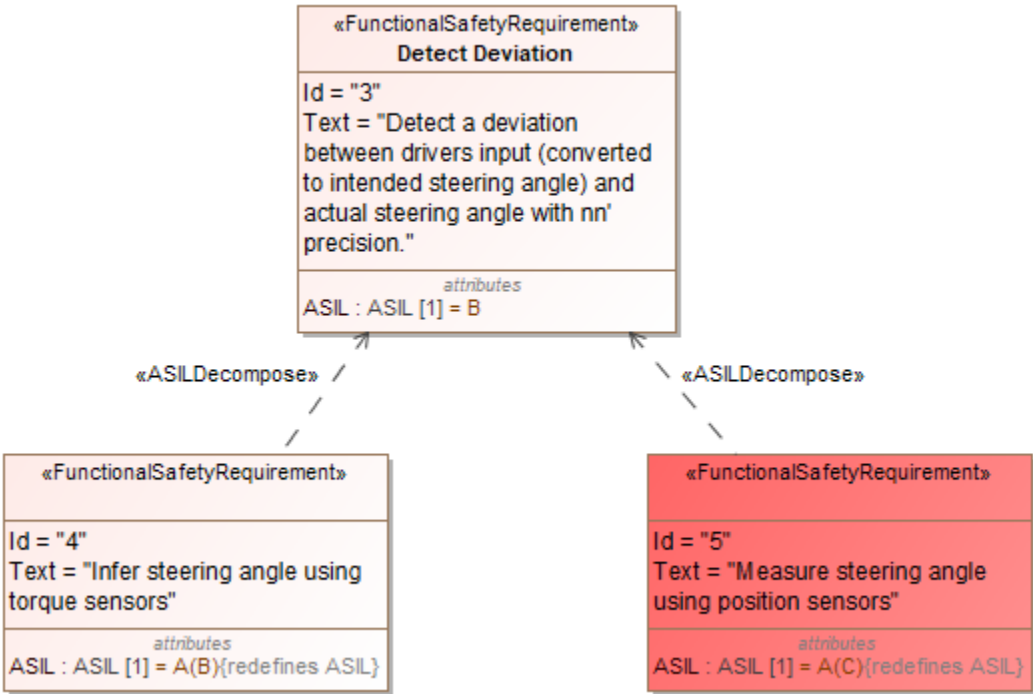 «FunctionalSafetyRequirement»
Detect Deviation
Id = "3"
Text = "Detect a deviation
between drivers input (converted
to intended steering angle) and
actual steering angle with nn'
precision."
attributes
ASIL : ASIL [1] = B
«ASILDecompose»
«ASILDecompose»
«FunctionalSafetyRequirement»
Id = "4"
Text = "Infer steering angle using
torque sensors"
attributes
ASIL : ASIL [1] = A(B){redefines ASIL}
«FunctionalSafetyRequirement»
Id = "5"
Text = "Measure steering angle
using position sensors"
attributes
ASIL : ASIL [1] = A(C){redefines ASIL}